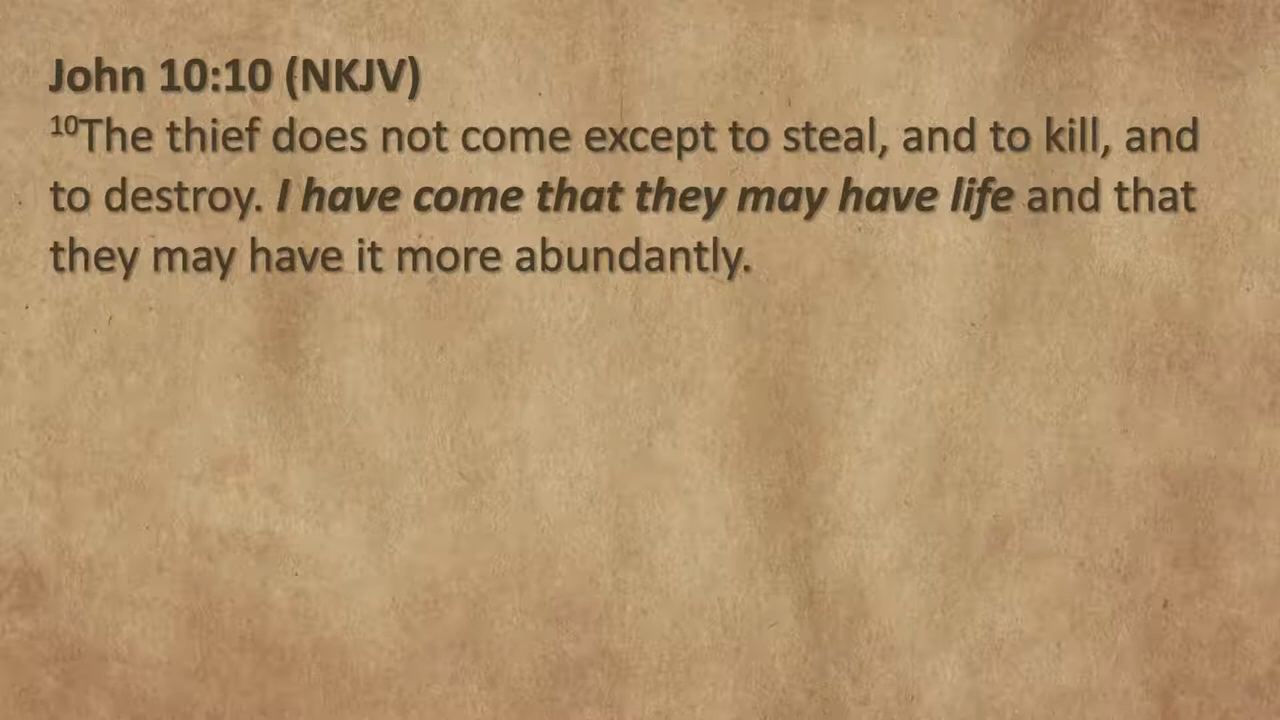 John 10:10 (NKJV)
10The thief does not come except to steal, and to kill, and
to destroy. I have come that they may have life and that
they may have it more abundantly.